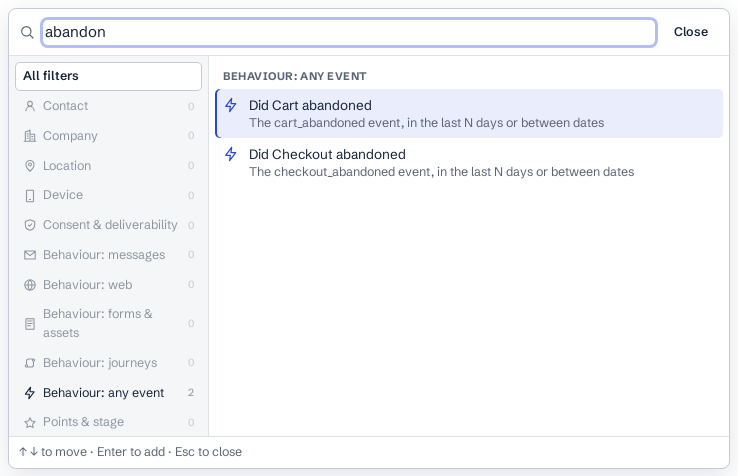 abandon
Close
All filters
Contact 0
Company 0
Location 0
Device 0
Consent & deliverability 0
Behaviour: messages 0
Behaviour: web 0
Behaviour: forms & assets 0
Behaviour: journeys 0
Behaviour: any event 2
Points & stage 0
BEHAVIOUR: ANY EVENT
Did Cart abandoned
The cart_abandoned event, in the last N days or between dates
Did Checkout abandoned
The checkout_abandoned event, in the last N days or between dates
↑↓ to move · Enter to add · Esc to close